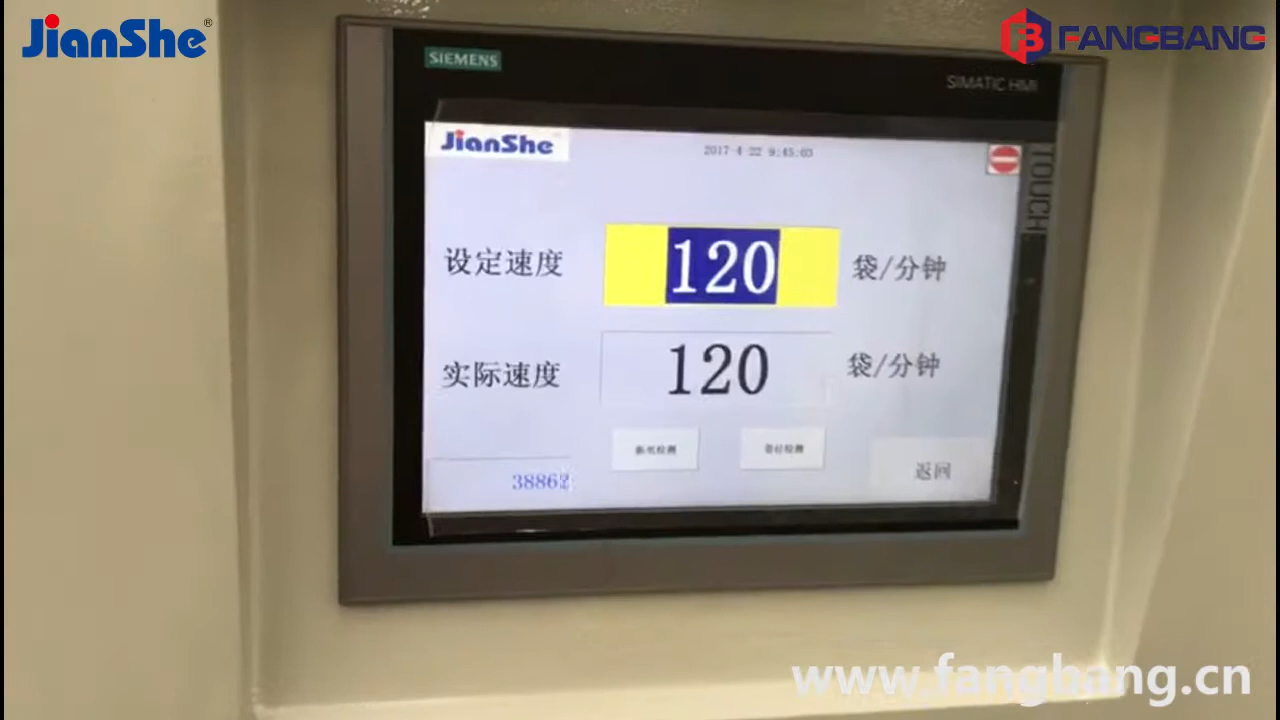 JianShe®
FANGBANG
SIEMENS
SIMATIC HMI
TOUCH
JianShe
2017-4-22 9:45:03
设定速度 120 袋/分钟
实际速度 120 袋/分钟
38862
返回
www.fangbang.cn